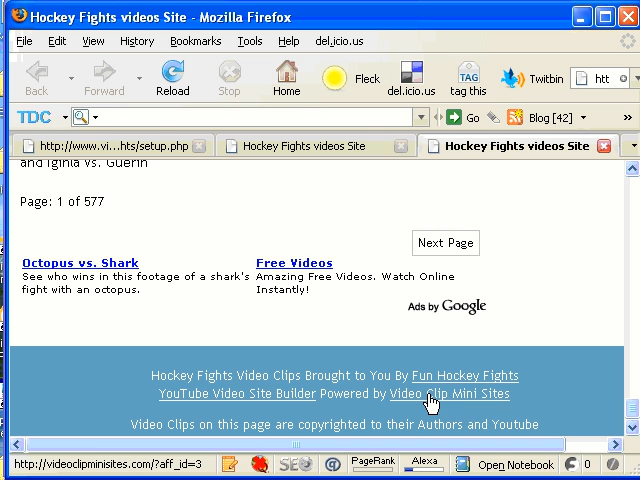 Hockey Fights videos Site - Mozilla Firefox
File Edit View History Bookmarks Tools Help del.icio.us
Back Forward Reload Stop Home Fleck del.icio.us tag this Twitbin htt
TAG
TDC Go Blog [42] »
http://www.vi...hts/setup.php Hockey Fights videos Site Hockey Fights videos Site
and Iginla vs. Guerin
Page: 1 of 577
Next Page
Octopus vs. Shark
See who wins in this footage of a shark's
fight with an octopus.
Free Videos
Amazing Free Videos. Watch Online
Instantly!
Ads by Google
Hockey Fights Video Clips Brought to You By Fun Hockey Fights
YouTube Video Site Builder Powered by Video Clip Mini Sites
Video Clips on this page are copyrighted to their Authors and Youtube
http://videoclipminisites.com/?aff_id=3 SEO PageRank Alexa Open Notebook F 0